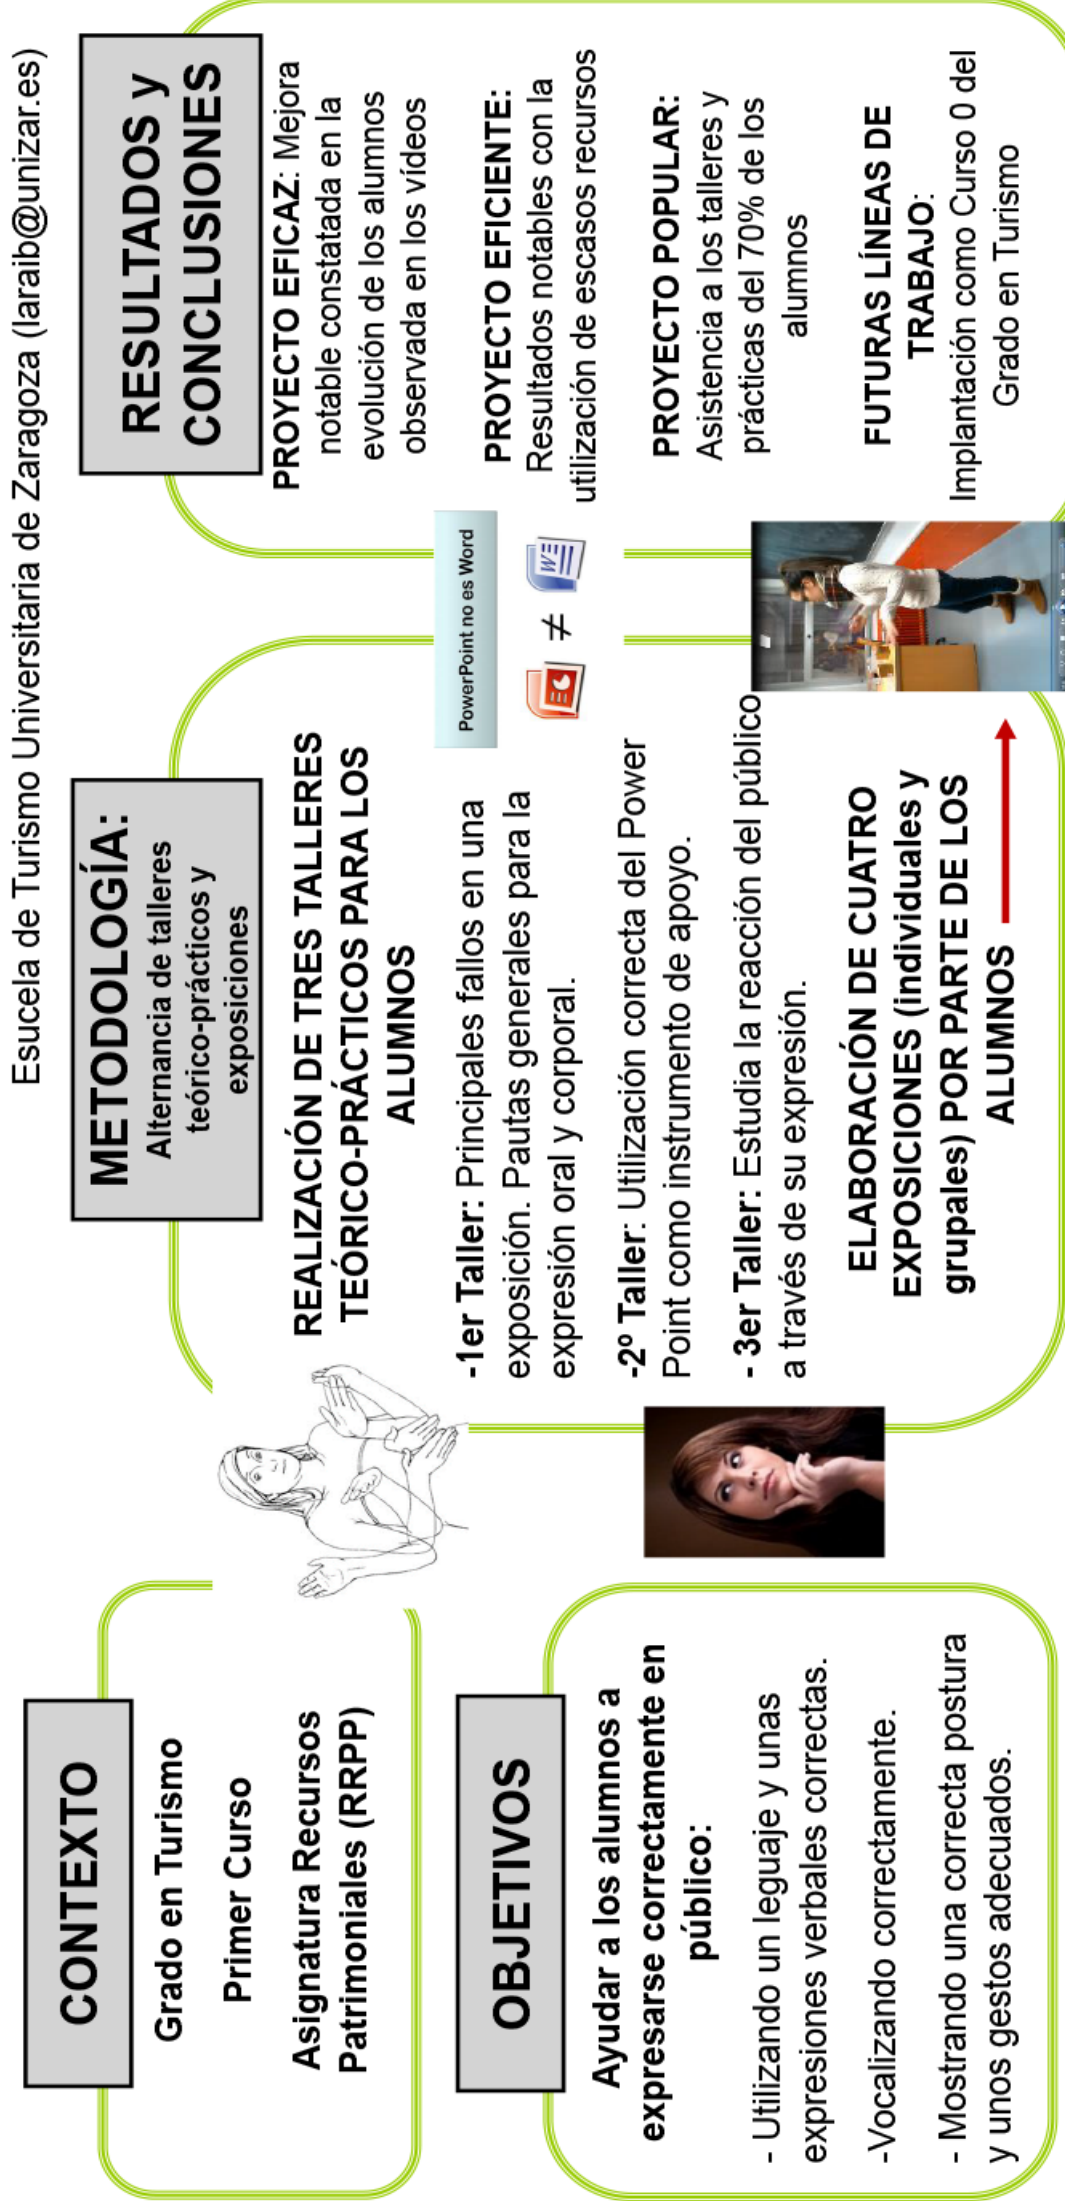 Esucela de Turismo Universitaria de Zaragoza (laraib@unizar.es)
CONTEXTO
Grado en Turismo
Primer Curso
Asignatura Recursos
Patrimoniales (RRPP)
OBJETIVOS
Ayudar a los alumnos a
expresarse correctamente en
público:
- Utilizando un leguaje y unas
expresiones verbales correctas.
-Vocalizando correctamente.
- Mostrando una correcta postura
y unos gestos adecuados.
METODOLOGÍA:
Alternancia de talleres
teórico-prácticos y
exposiciones
REALIZACIÓN DE TRES TALLERES
TEÓRICO-PRÁCTICOS PARA LOS
ALUMNOS
-1er Taller: Principales fallos en una
exposición. Pautas generales para la
expresión oral y corporal.
-2º Taller: Utilización correcta del Power
Point como instrumento de apoyo.
- 3er Taller: Estudia la reacción del público
a través de su expresión.
ELABORACIÓN DE CUATRO
EXPOSICIONES (individuales y
grupales) POR PARTE DE LOS
ALUMNOS
PowerPoint no es Word
≠
W
RESULTADOS y
CONCLUSIONES
PROYECTO EFICAZ: Mejora
notable constatada en la
evolución de los alumnos
observada en los vídeos
PROYECTO EFICIENTE:
Resultados notables con la
utilización de escasos recursos
PROYECTO POPULAR:
Asistencia a los talleres y
prácticas del 70% de los
alumnos
FUTURAS LÍNEAS DE
TRABAJO:
Implantación como Curso 0 del
Grado en Turismo